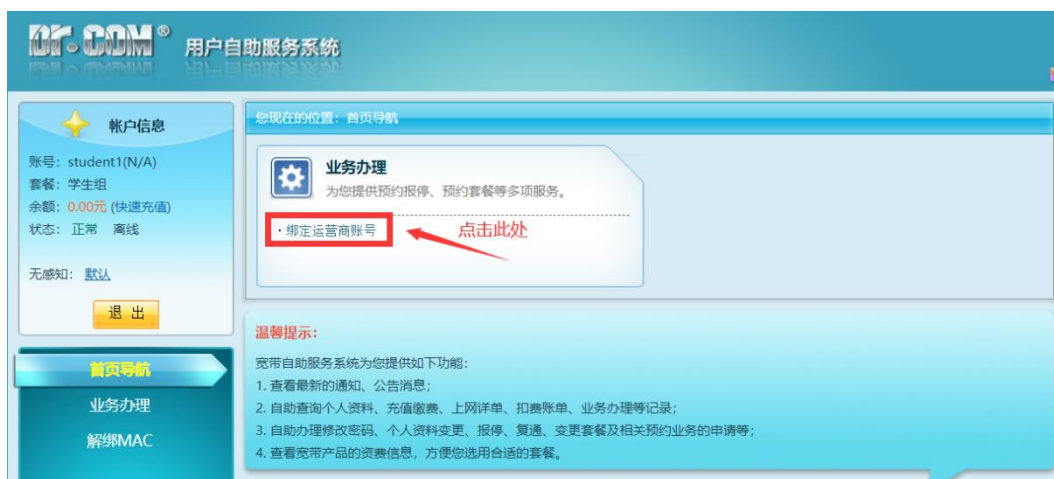 Dr.COM® 用户自助服务系统
帐户信息
账号：student1(N/A)
套餐：学生组
余额：0.00元 (快速充值)
状态： 正常 离线
无感知： 默认
退 出
首页导航
业务办理
解绑MAC
您现在的位置：首页导航
业务办理
为您提供预约报停、预约套餐等多项服务。
·绑定运营商账号
点击此处
温馨提示：
宽带自助服务系统为您提供如下功能：
1. 查看最新的通知、公告消息；
2. 自助查询个人资料、充值缴费、上网详单、扣费账单、业务办理等记录；
3. 自助办理修改密码、个人资料变更、报停、复通、变更套餐及相关预约业务的申请等；
4. 查看宽带产品的资费信息，方便您选用合适的套餐。